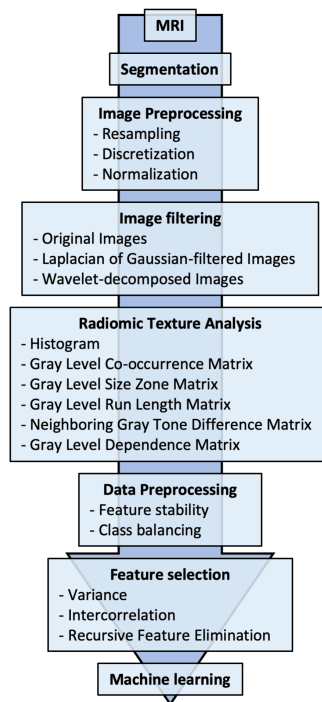 MRI
Segmentation
Image Preprocessing
- Resampling
- Discretization
- Normalization
Image filtering
- Original Images
- Laplacian of Gaussian-filtered Images
- Wavelet-decomposed Images
Radiomic Texture Analysis
- Histogram
- Gray Level Co-occurrence Matrix
- Gray Level Size Zone Matrix
- Gray Level Run Length Matrix
- Neighboring Gray Tone Difference Matrix
- Gray Level Dependence Matrix
Data Preprocessing
- Feature stability
- Class balancing
Feature selection
- Variance
- Intercorrelation
- Recursive Feature Elimination
Machine learning